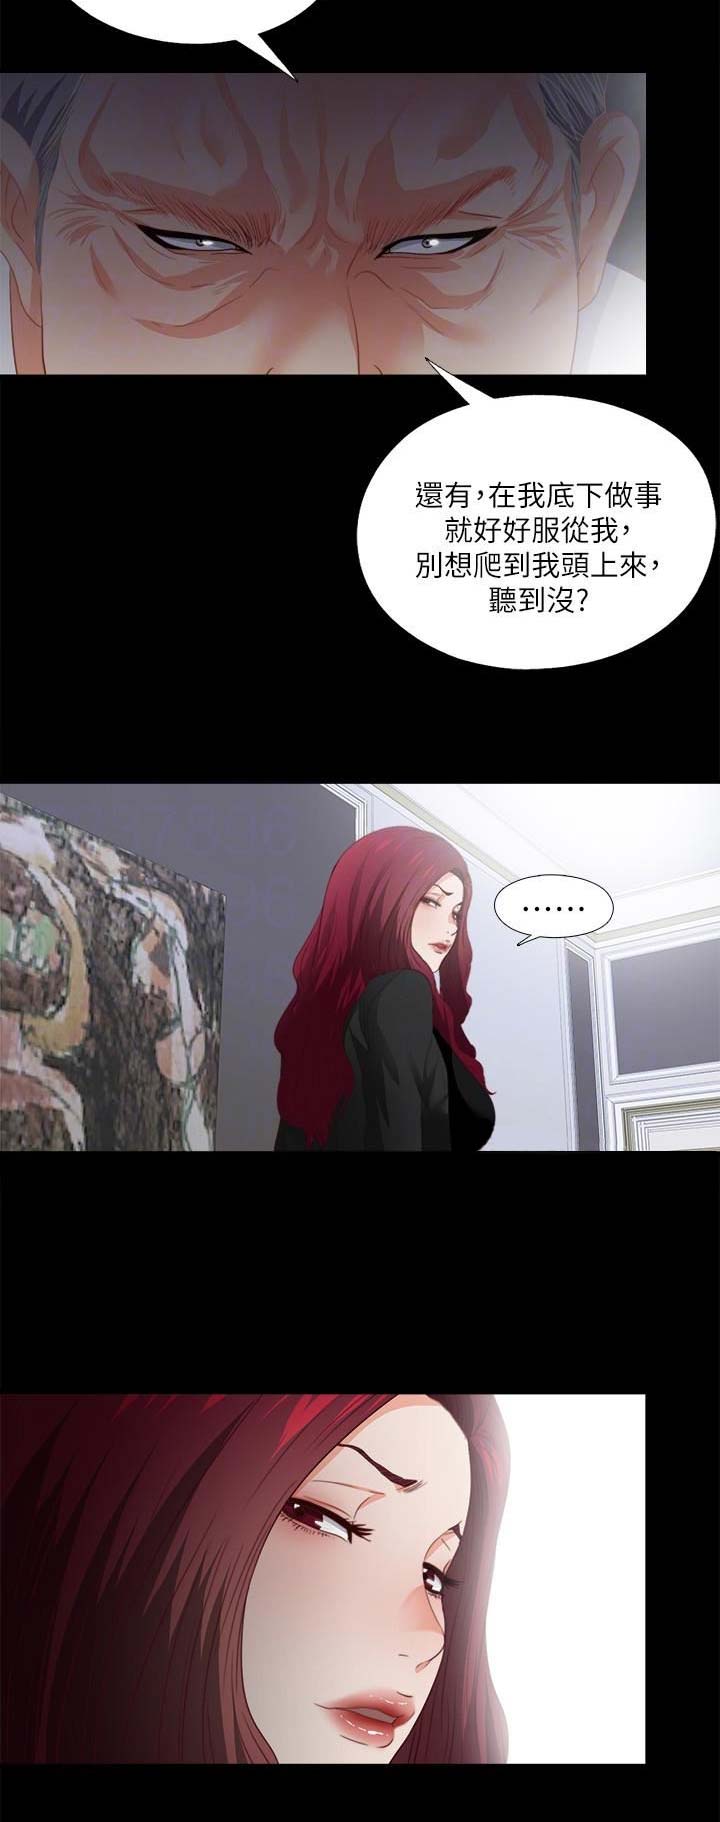 還有,在我底下做事
就好好服從我,
別想爬到我頭上來,
聽到沒?
……